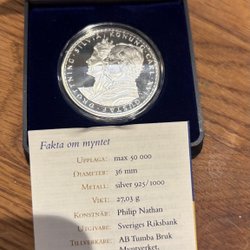 Fakta om myntet
UPPLAGA: max 50 000
DIAMETER: 36 mm
METALL: silver 925/1000
VIKT: 27,03 g
KONSTNÄR: Philip Nathan
UTGIVARE: Sveriges Riksbank
TILLVERKARE: AB Tumba Bruk
Myntverket,